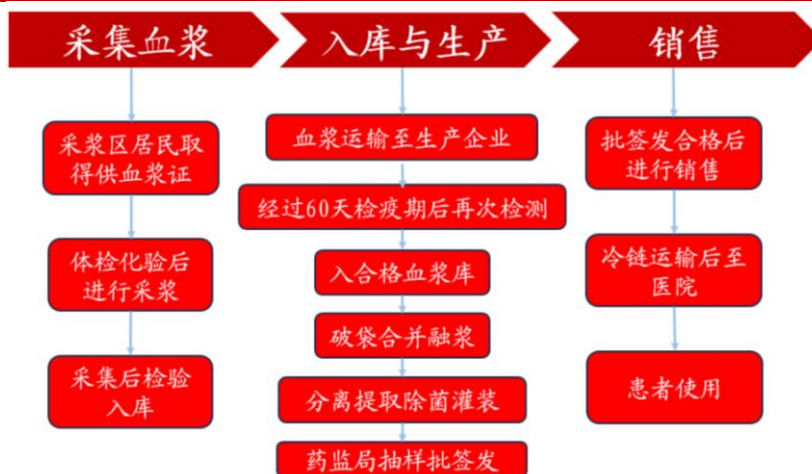 采集血浆
入库与生产
销售
采浆区居民取
得供血浆证
体检化验后
进行采浆
采集后检验
入库
血浆运输至生产企业
经过60天检疫期后再次检测
入合格血浆库
破袋合并融浆
分离提取除菌灌装
药监局抽样批签发
批签发合格后
进行销售
冷链运输后至
医院
患者使用